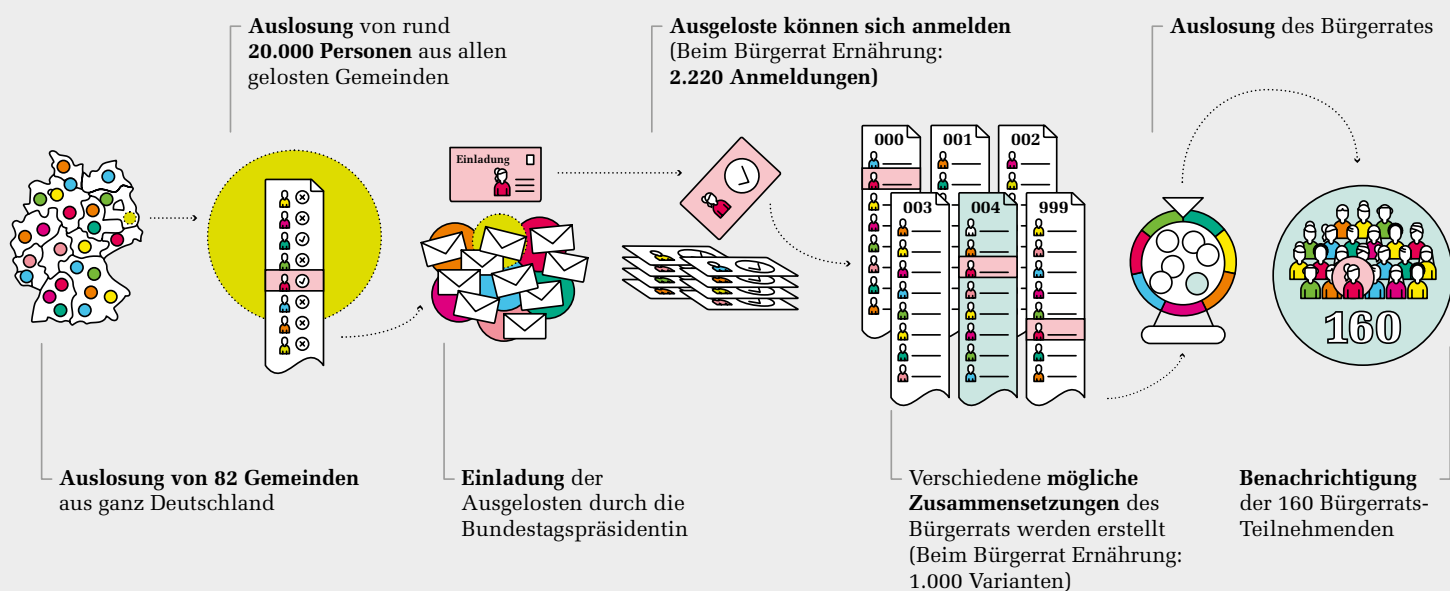 Auslosung von rund
20.000 Personen aus allen
gelosten Gemeinden
Ausgeloste können sich anmelden
(Beim Bürgerrat Ernährung:
2.220 Anmeldungen)
Auslosung des Bürgerrates
Einladung
000
001
002
003
004
999
160
Auslosung von 82 Gemeinden
aus ganz Deutschland
Einladung der
Ausgelosten durch die
Bundestagspräsidentin
Verschiedene mögliche
Zusammensetzungen des
Bürgerrats werden erstellt
(Beim Bürgerrat Ernährung:
1.000 Varianten)
Benachrichtigung
der 160 Bürgerrats-
Teilnehmenden